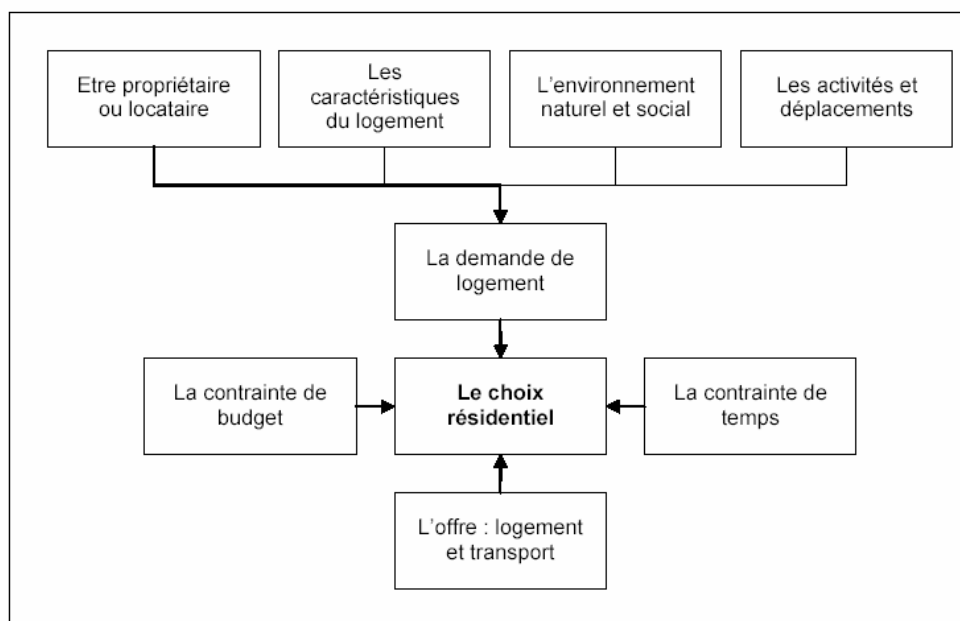 Etre propriétaire
ou locataire
Les
caractéristiques
du logement
L'environnement
naturel et social
Les activités et
déplacements
La demande de
logement
La contrainte de
budget
Le choix
résidentiel
La contrainte de
temps
L'offre : logement
et transport